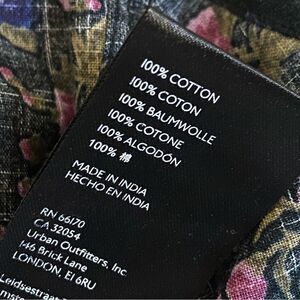 100% COTTON
100% COTON
100% BAUMWOLLE
100% COTONE
100% ALGODÓN
100% 棉
MADE IN INDIA
HECHO EN INDIA
RN 66170
CA 32054
Urban Outfitters, Inc
146 Brick Lane
LONDON, E1 6RU
Leidsestraat